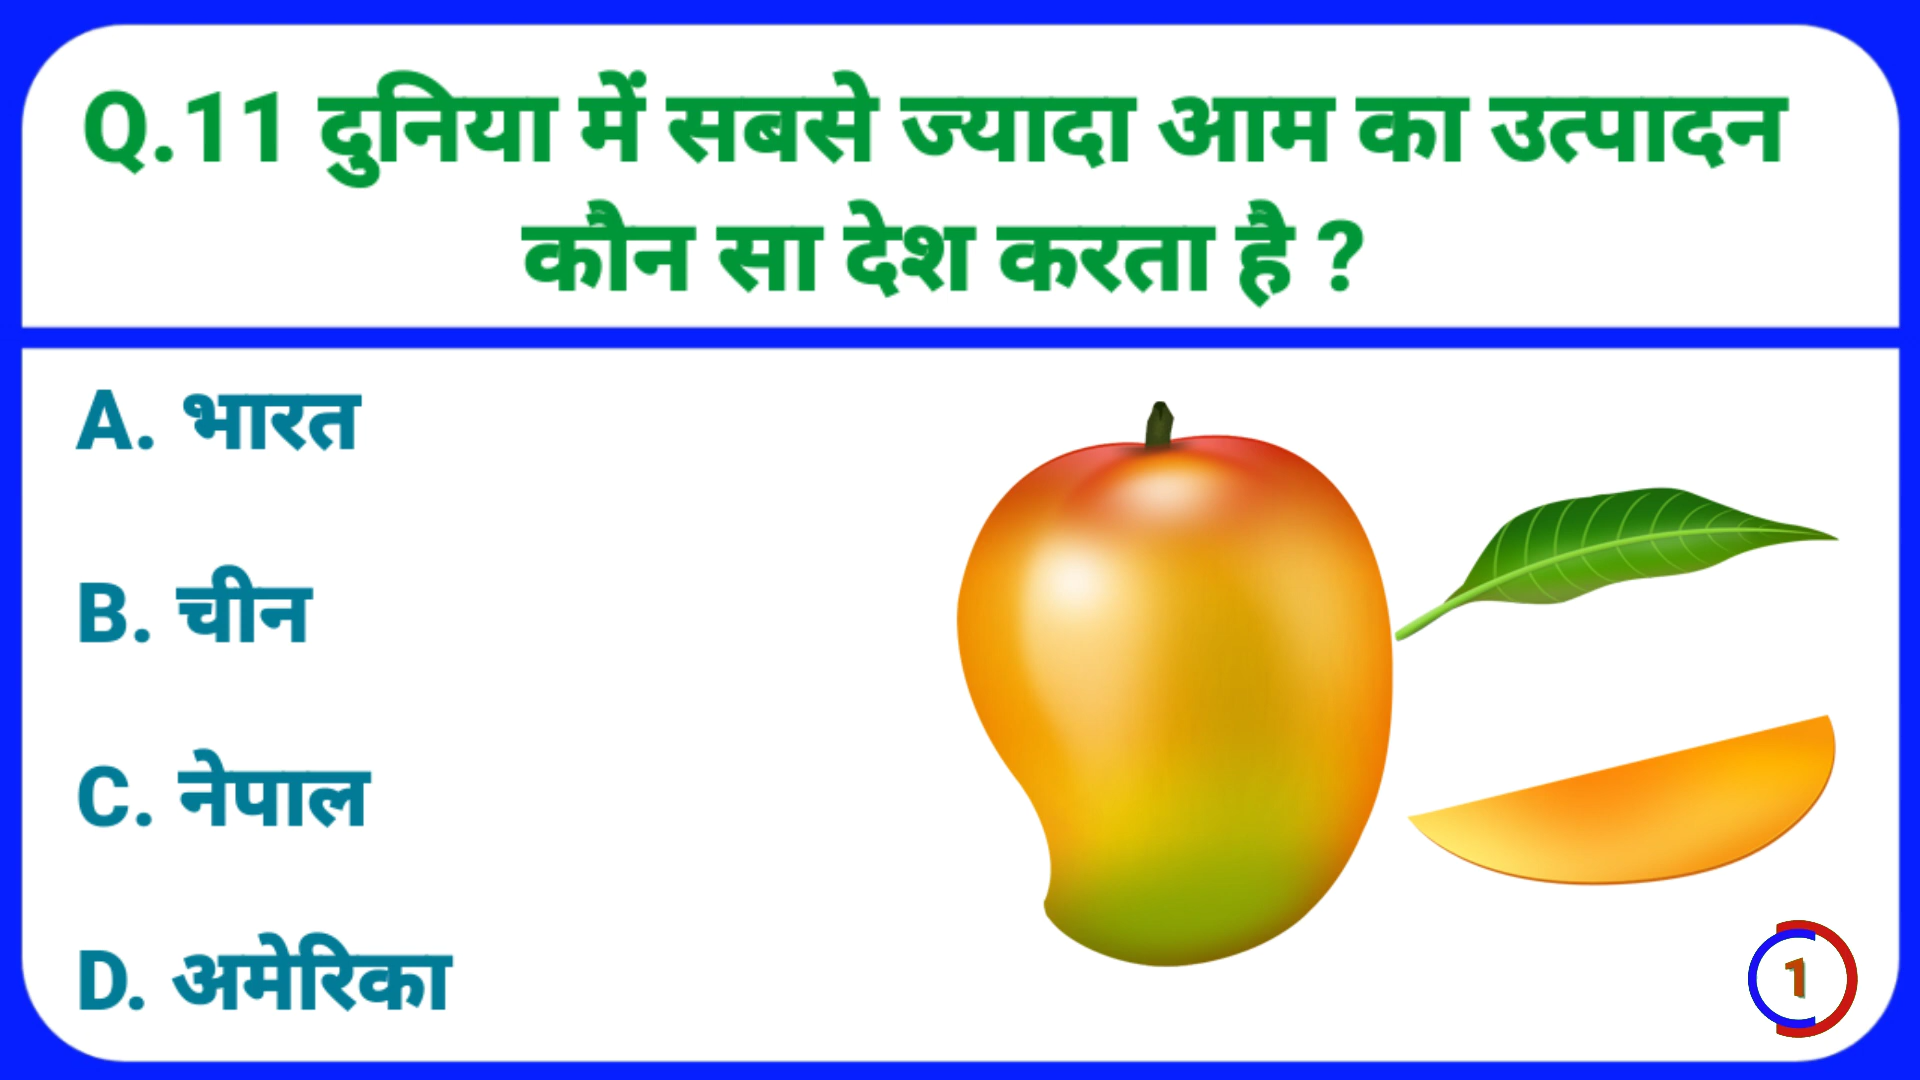 Q.11 दुनिया में सबसे ज्यादा आम का उत्पादन
कौन सा देश करता है ?
A. भारत
B. चीन
C. नेपाल
D. अमेरिका
1